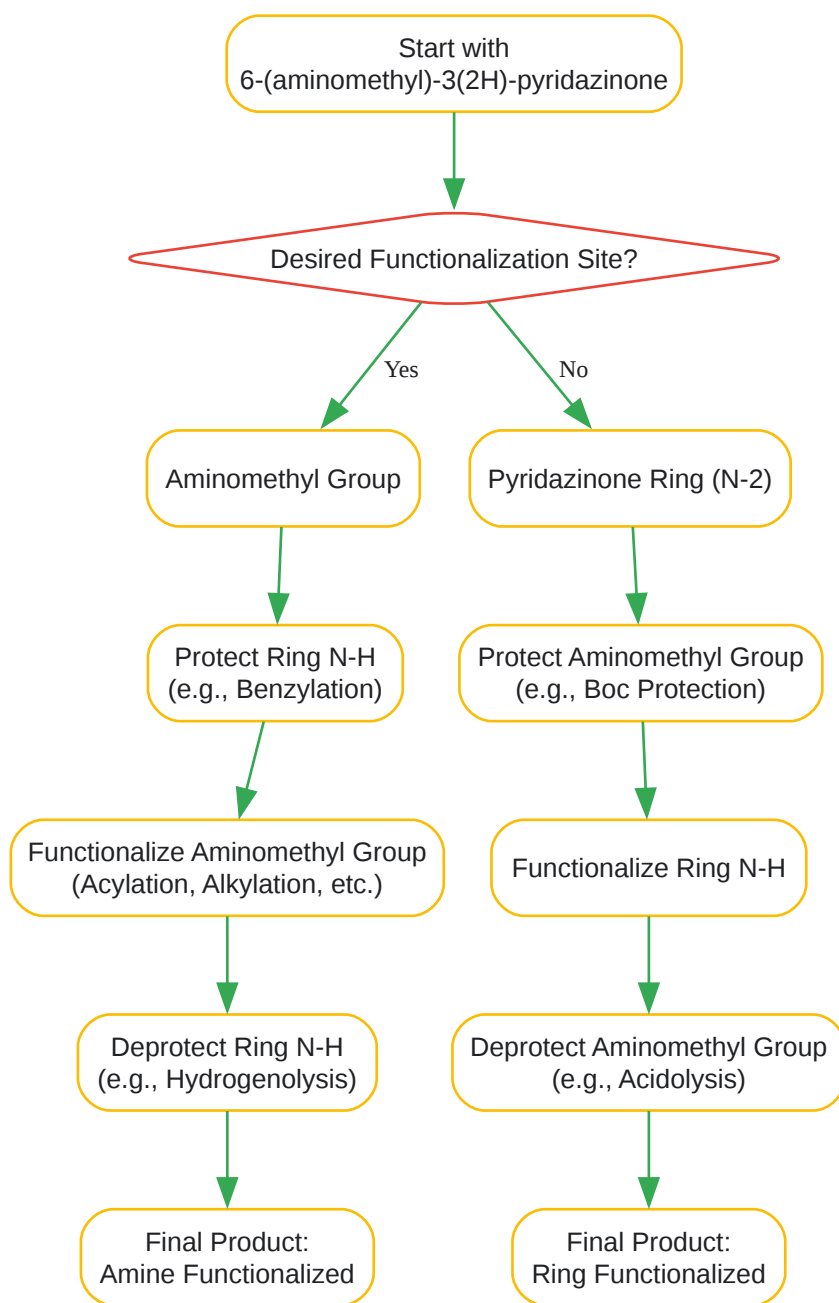 Start with
6-(aminomethyl)-3(2H)-pyridazinone
Desired Functionalization Site?
Yes
No
Aminomethyl Group
Pyridazinone Ring (N-2)
Protect Ring N-H
(e.g., Benzylation)
Protect Aminomethyl Group
(e.g., Boc Protection)
Functionalize Aminomethyl Group
(Acylation, Alkylation, etc.)
Functionalize Ring N-H
Deprotect Ring N-H
(e.g., Hydrogenolysis)
Deprotect Aminomethyl Group
(e.g., Acidolysis)
Final Product:
Amine Functionalized
Final Product:
Ring Functionalized